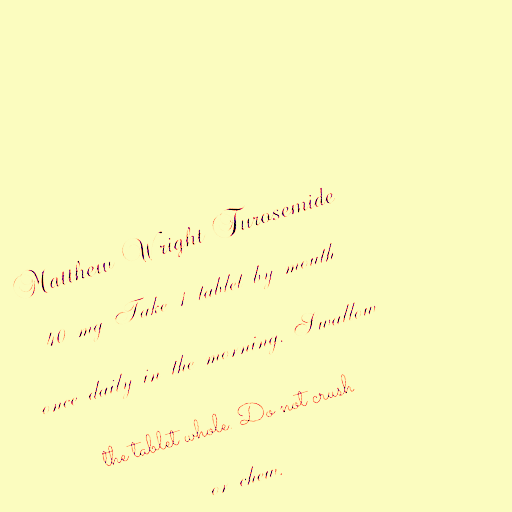 Matthew Wright Furosemide
40 mg Take 1 tablet by mouth
once daily in the morning. Swallow
the tablet whole. Do not crush
or chew.